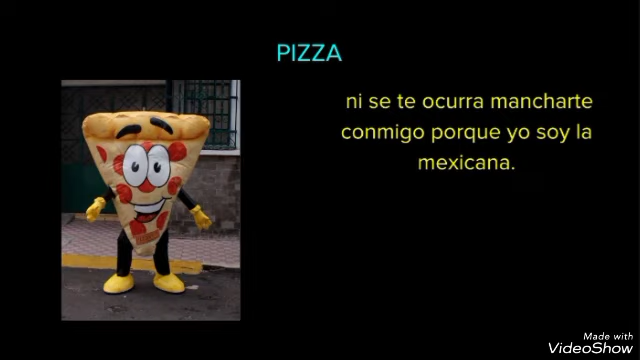 PIZZA
ni se te ocurra mancharte
conmigo porque yo soy la
mexicana.
Made with
VideoShow